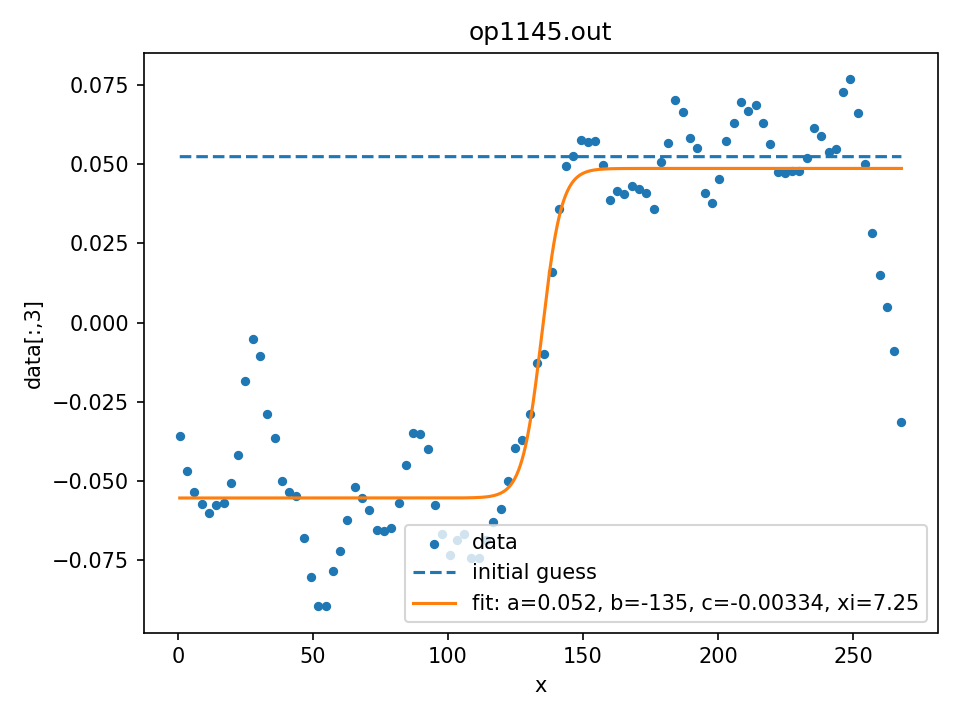 op1145.out
data[:,3]
0.075
0.050
0.025
0.000
−0.025
−0.050
−0.075
data
initial guess
fit: a=0.052, b=-135, c=-0.00334, xi=7.25
0 50 100 150 200 250
x